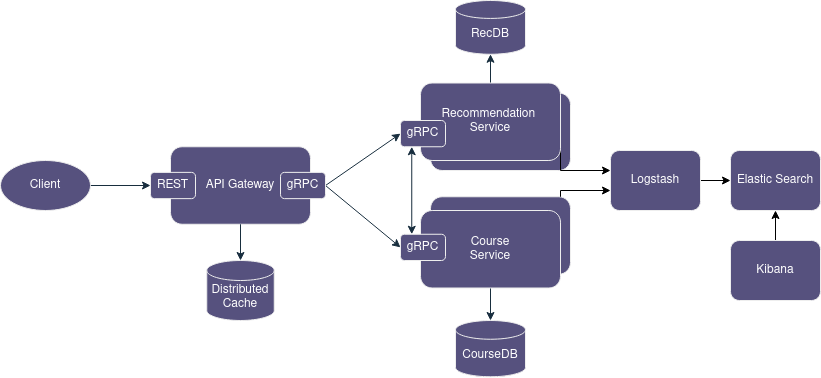 RecDB
Recommendation
Service
gRPC
Client
REST
API Gateway
gRPC
Logstash
Elastic Search
gRPC
Course
Service
Kibana
Distributed
Cache
CourseDB